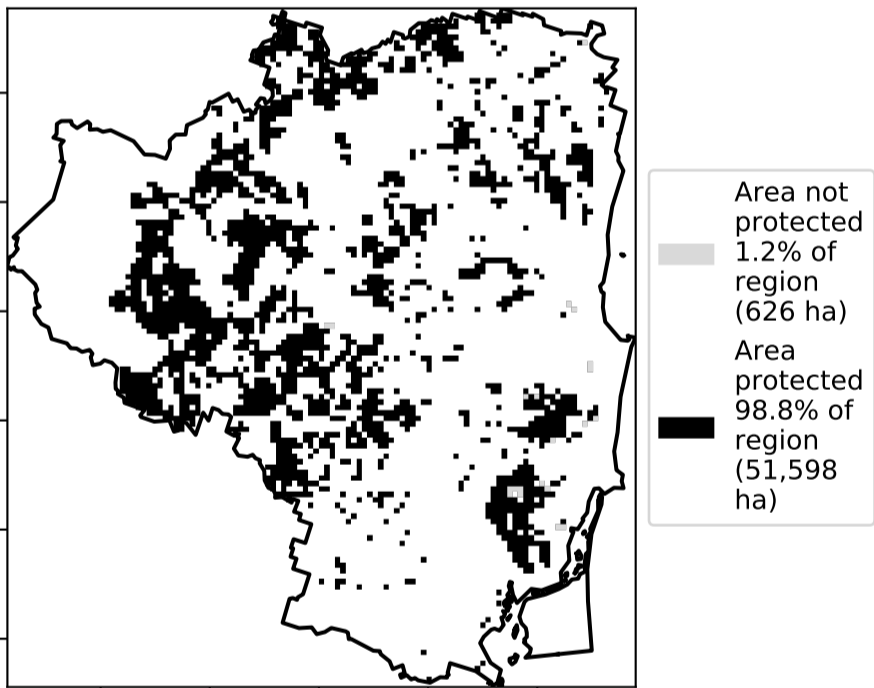 Area not
protected
1.2% of
region
(626 ha)
Area
protected
98.8% of
region
(51,598
ha)